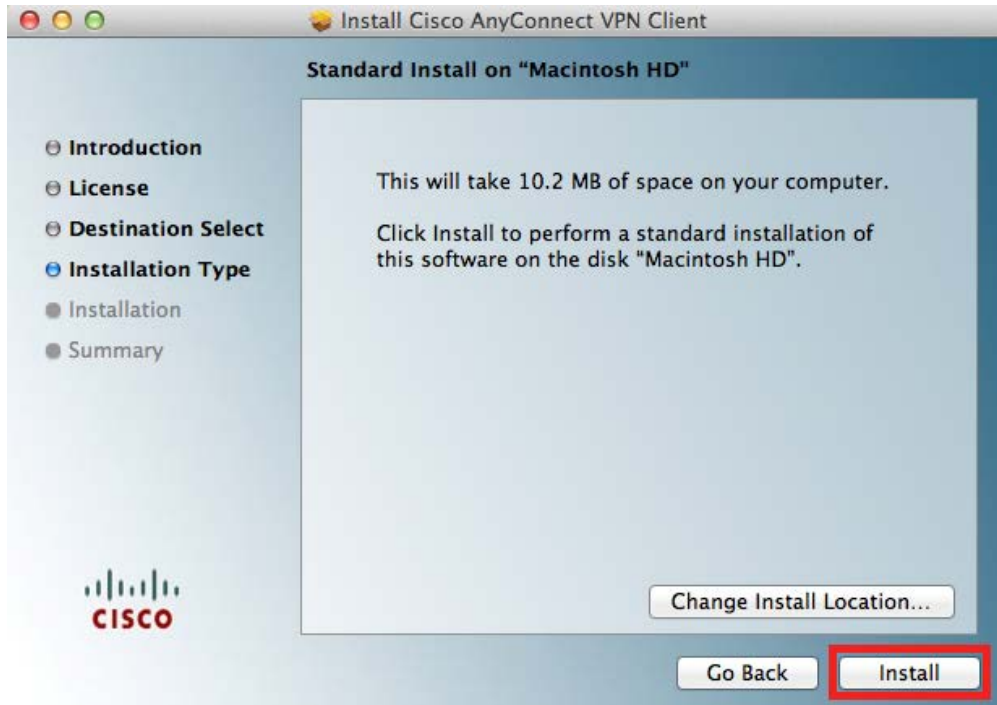 Install Cisco AnyConnect VPN Client
Standard Install on “Macintosh HD"
Introduction
License
Destination Select
Installation Type
Installation
Summary
This will take 10.2 MB of space on your computer.
Click Install to perform a standard installation of
this software on the disk “Macintosh HD”.
CISCO
Change Install Location...
Go Back
Install